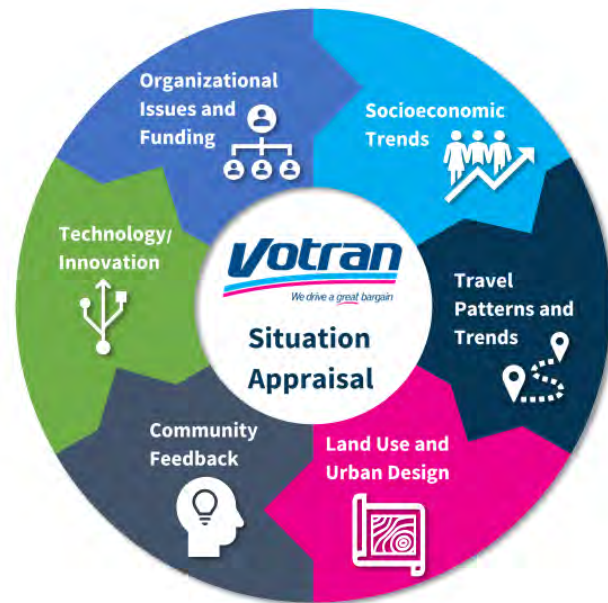 Organizational
Issues and
Funding
Socioeconomic
Trends
Technology/
Innovation
Votran
We drive a great bargain
Situation
Appraisal
Travel
Patterns and
Trends
Community
Feedback
Land Use and
Urban Design